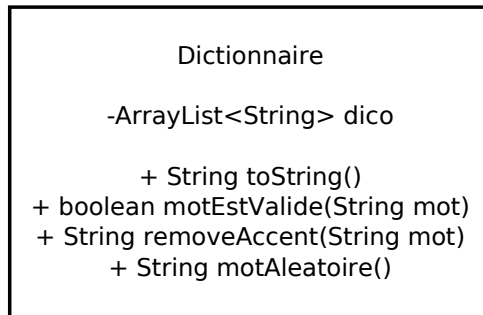 Dictionnaire
-ArrayList<String> dico
+ String toString()
+ boolean motEstValide(String mot)
+ String removeAccent(String mot)
+ String motAleatoire()